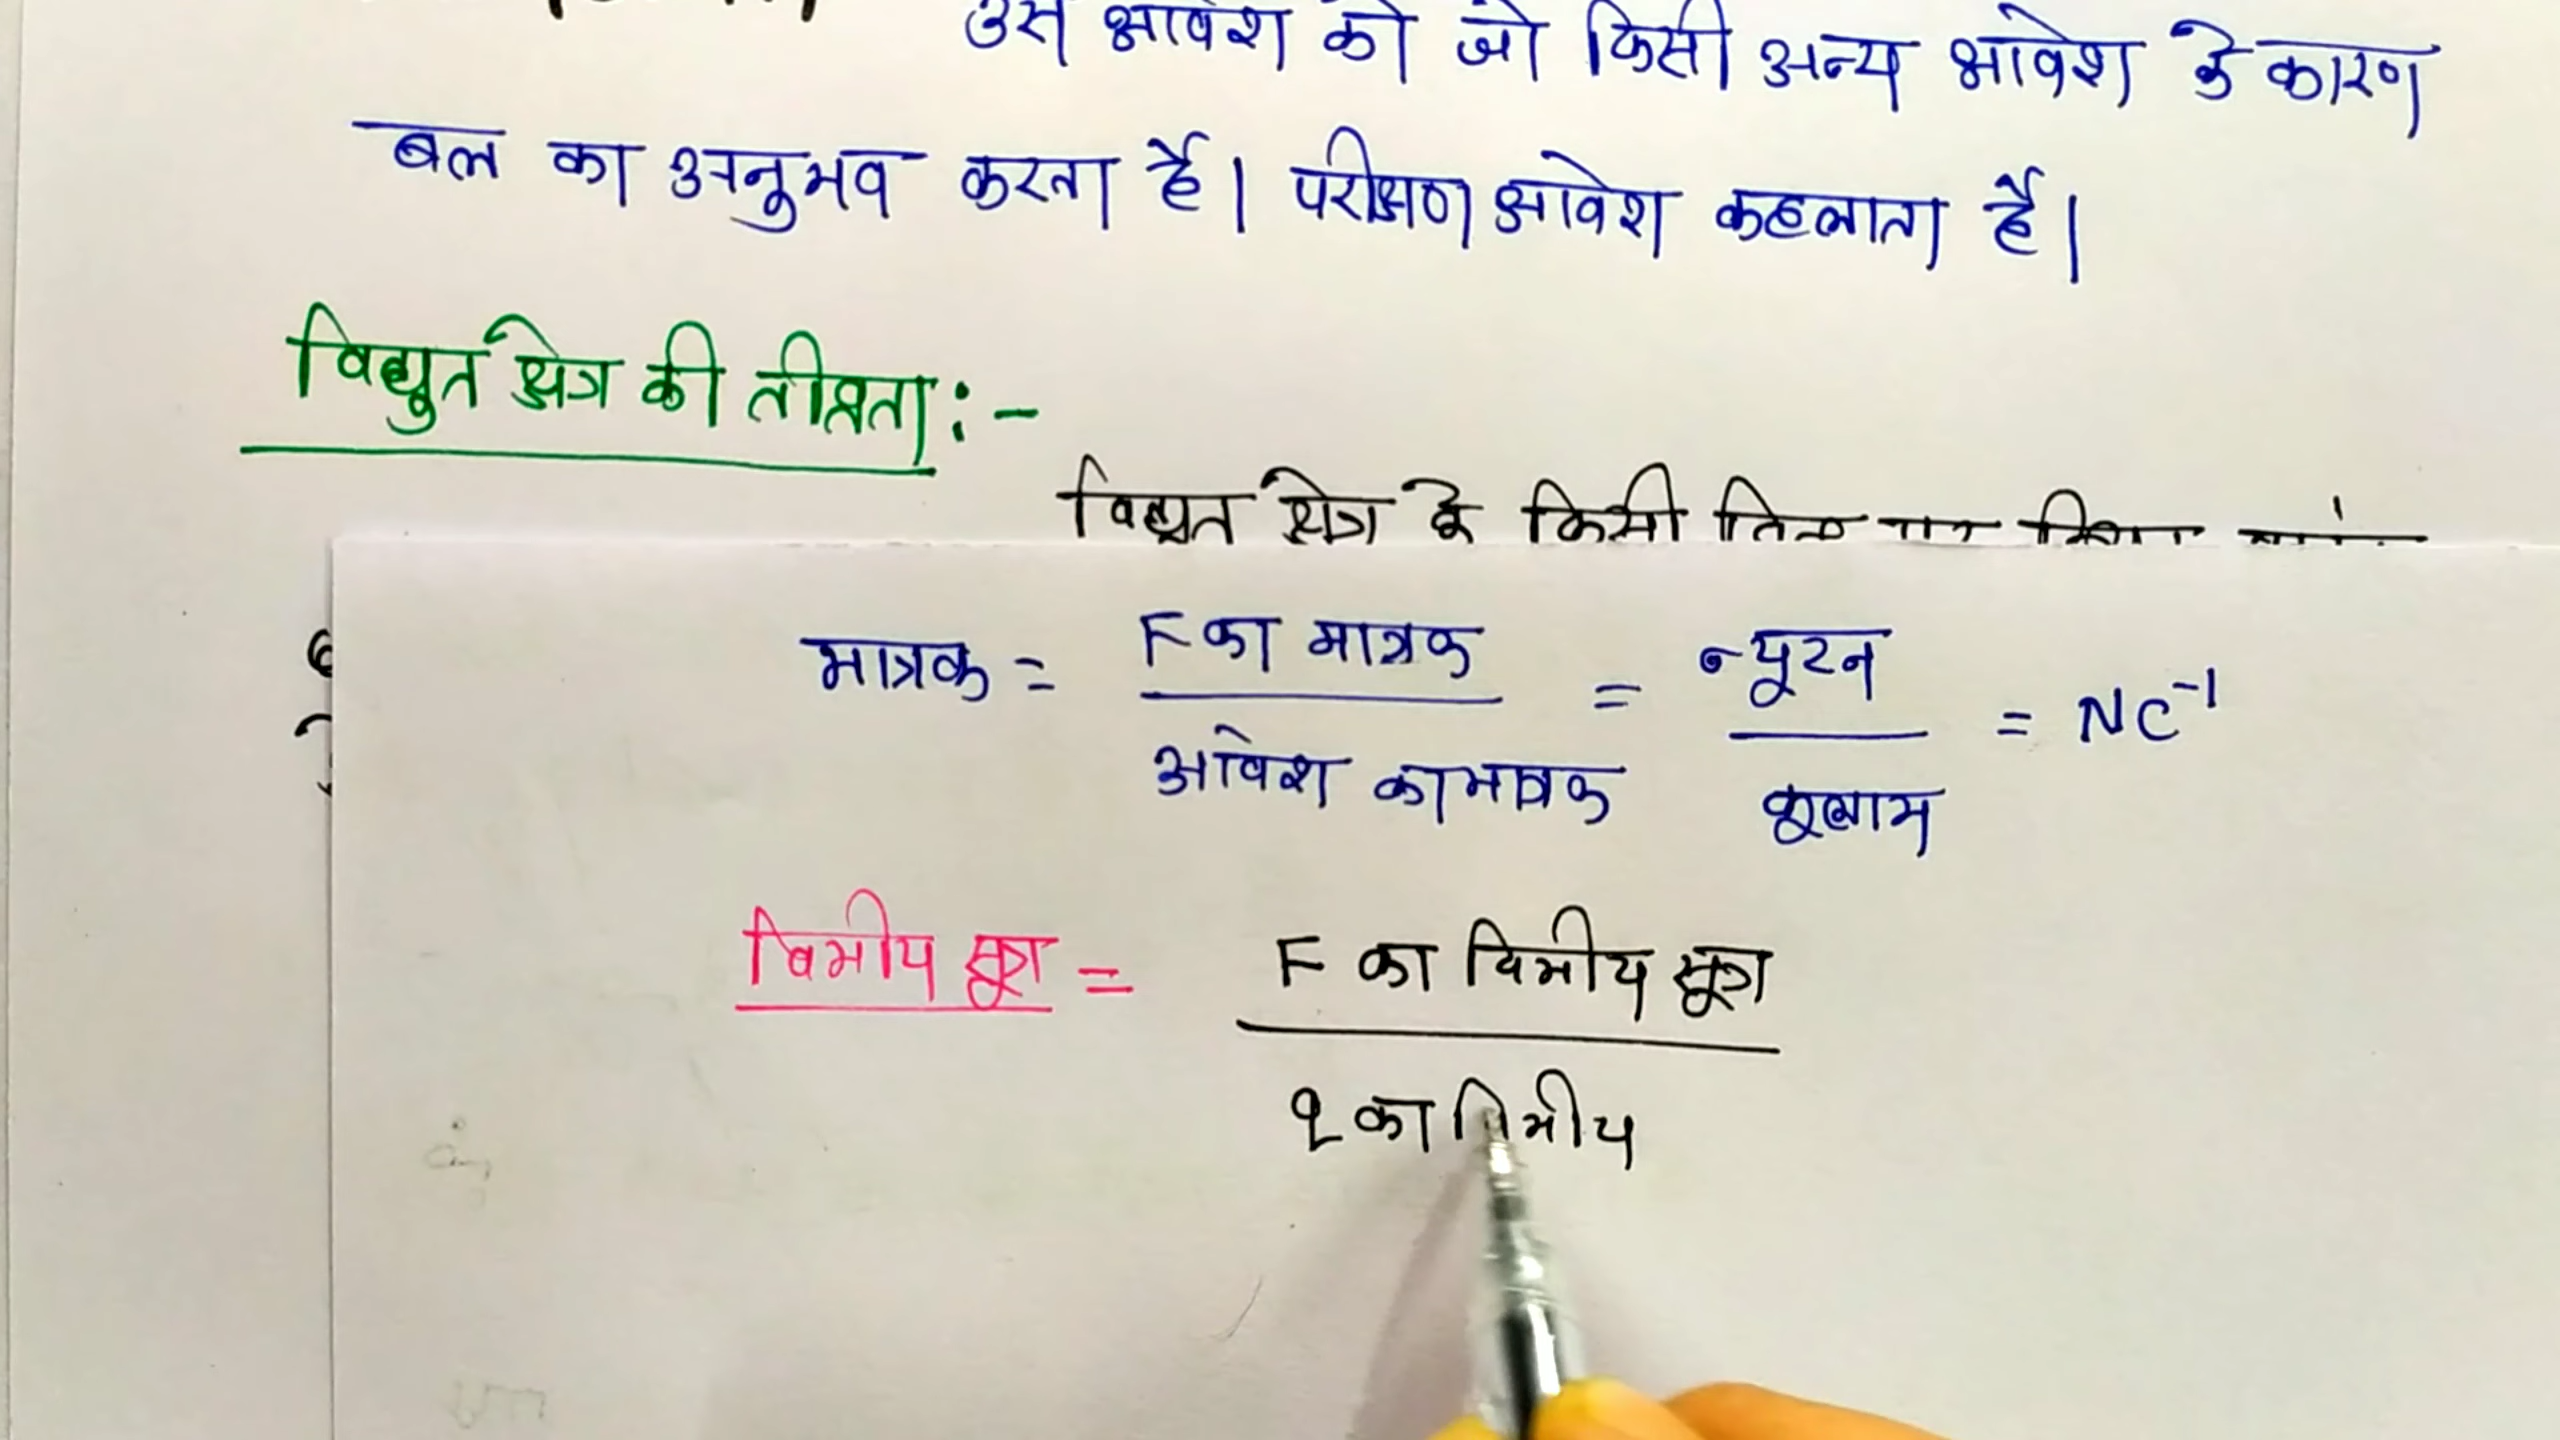 उस आवेश को जो किसी अन्य आवेश के कारण
बल का अनुभव करता है। परीक्षण आवेश कहलाता है।
विद्युत क्षेत्र की तीव्रता :-
विद्युत क्षेत्र के किसी
मात्रक = F का मात्रक / आवेश का मात्रक = न्यूटन / कूलाम = NC⁻¹
विमीय सूत्र = F का विमीय सूत्र
q का विमीय